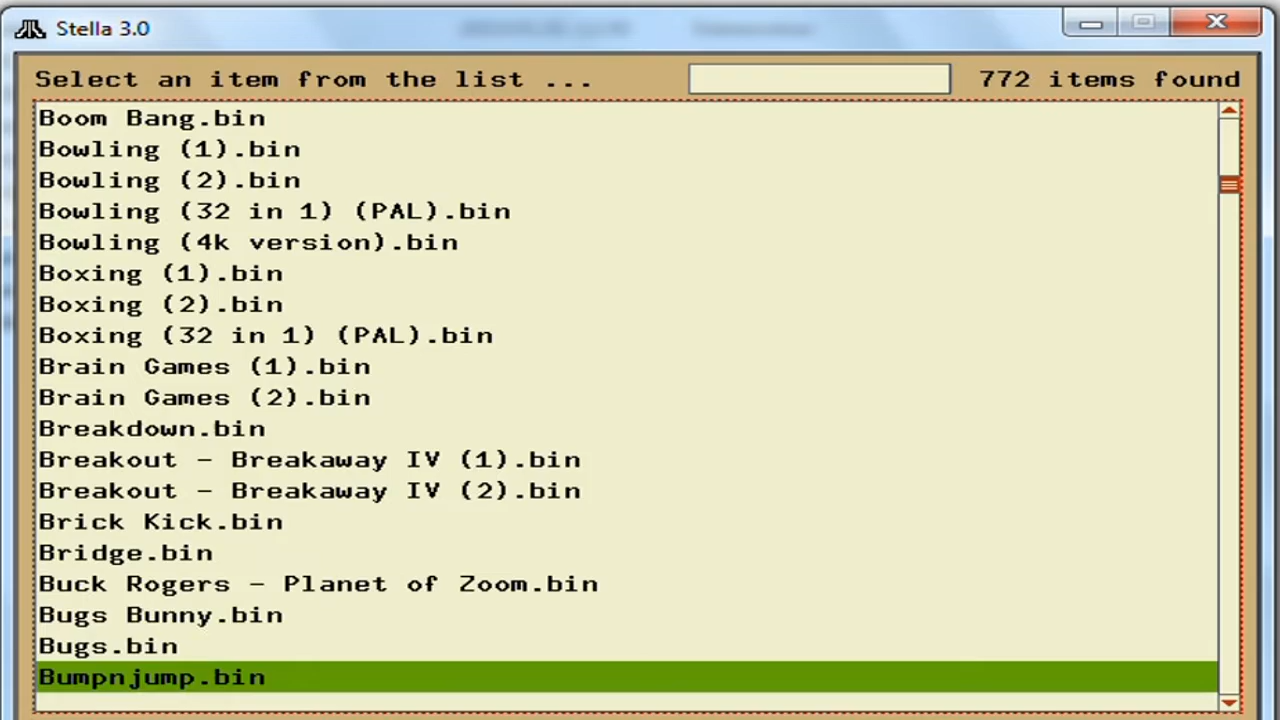 Stella 3.0
Select an item from the list ... 772 items found
Boom Bang.bin
Bowling (1).bin
Bowling (2).bin
Bowling (32 in 1) (PAL).bin
Bowling (4k version).bin
Boxing (1).bin
Boxing (2).bin
Boxing (32 in 1) (PAL).bin
Brain Games (1).bin
Brain Games (2).bin
Breakdown.bin
Breakout - Breakaway IV (1).bin
Breakout - Breakaway IV (2).bin
Brick Kick.bin
Bridge.bin
Buck Rogers - Planet of Zoom.bin
Bugs Bunny.bin
Bugs.bin
Bumpnjump.bin